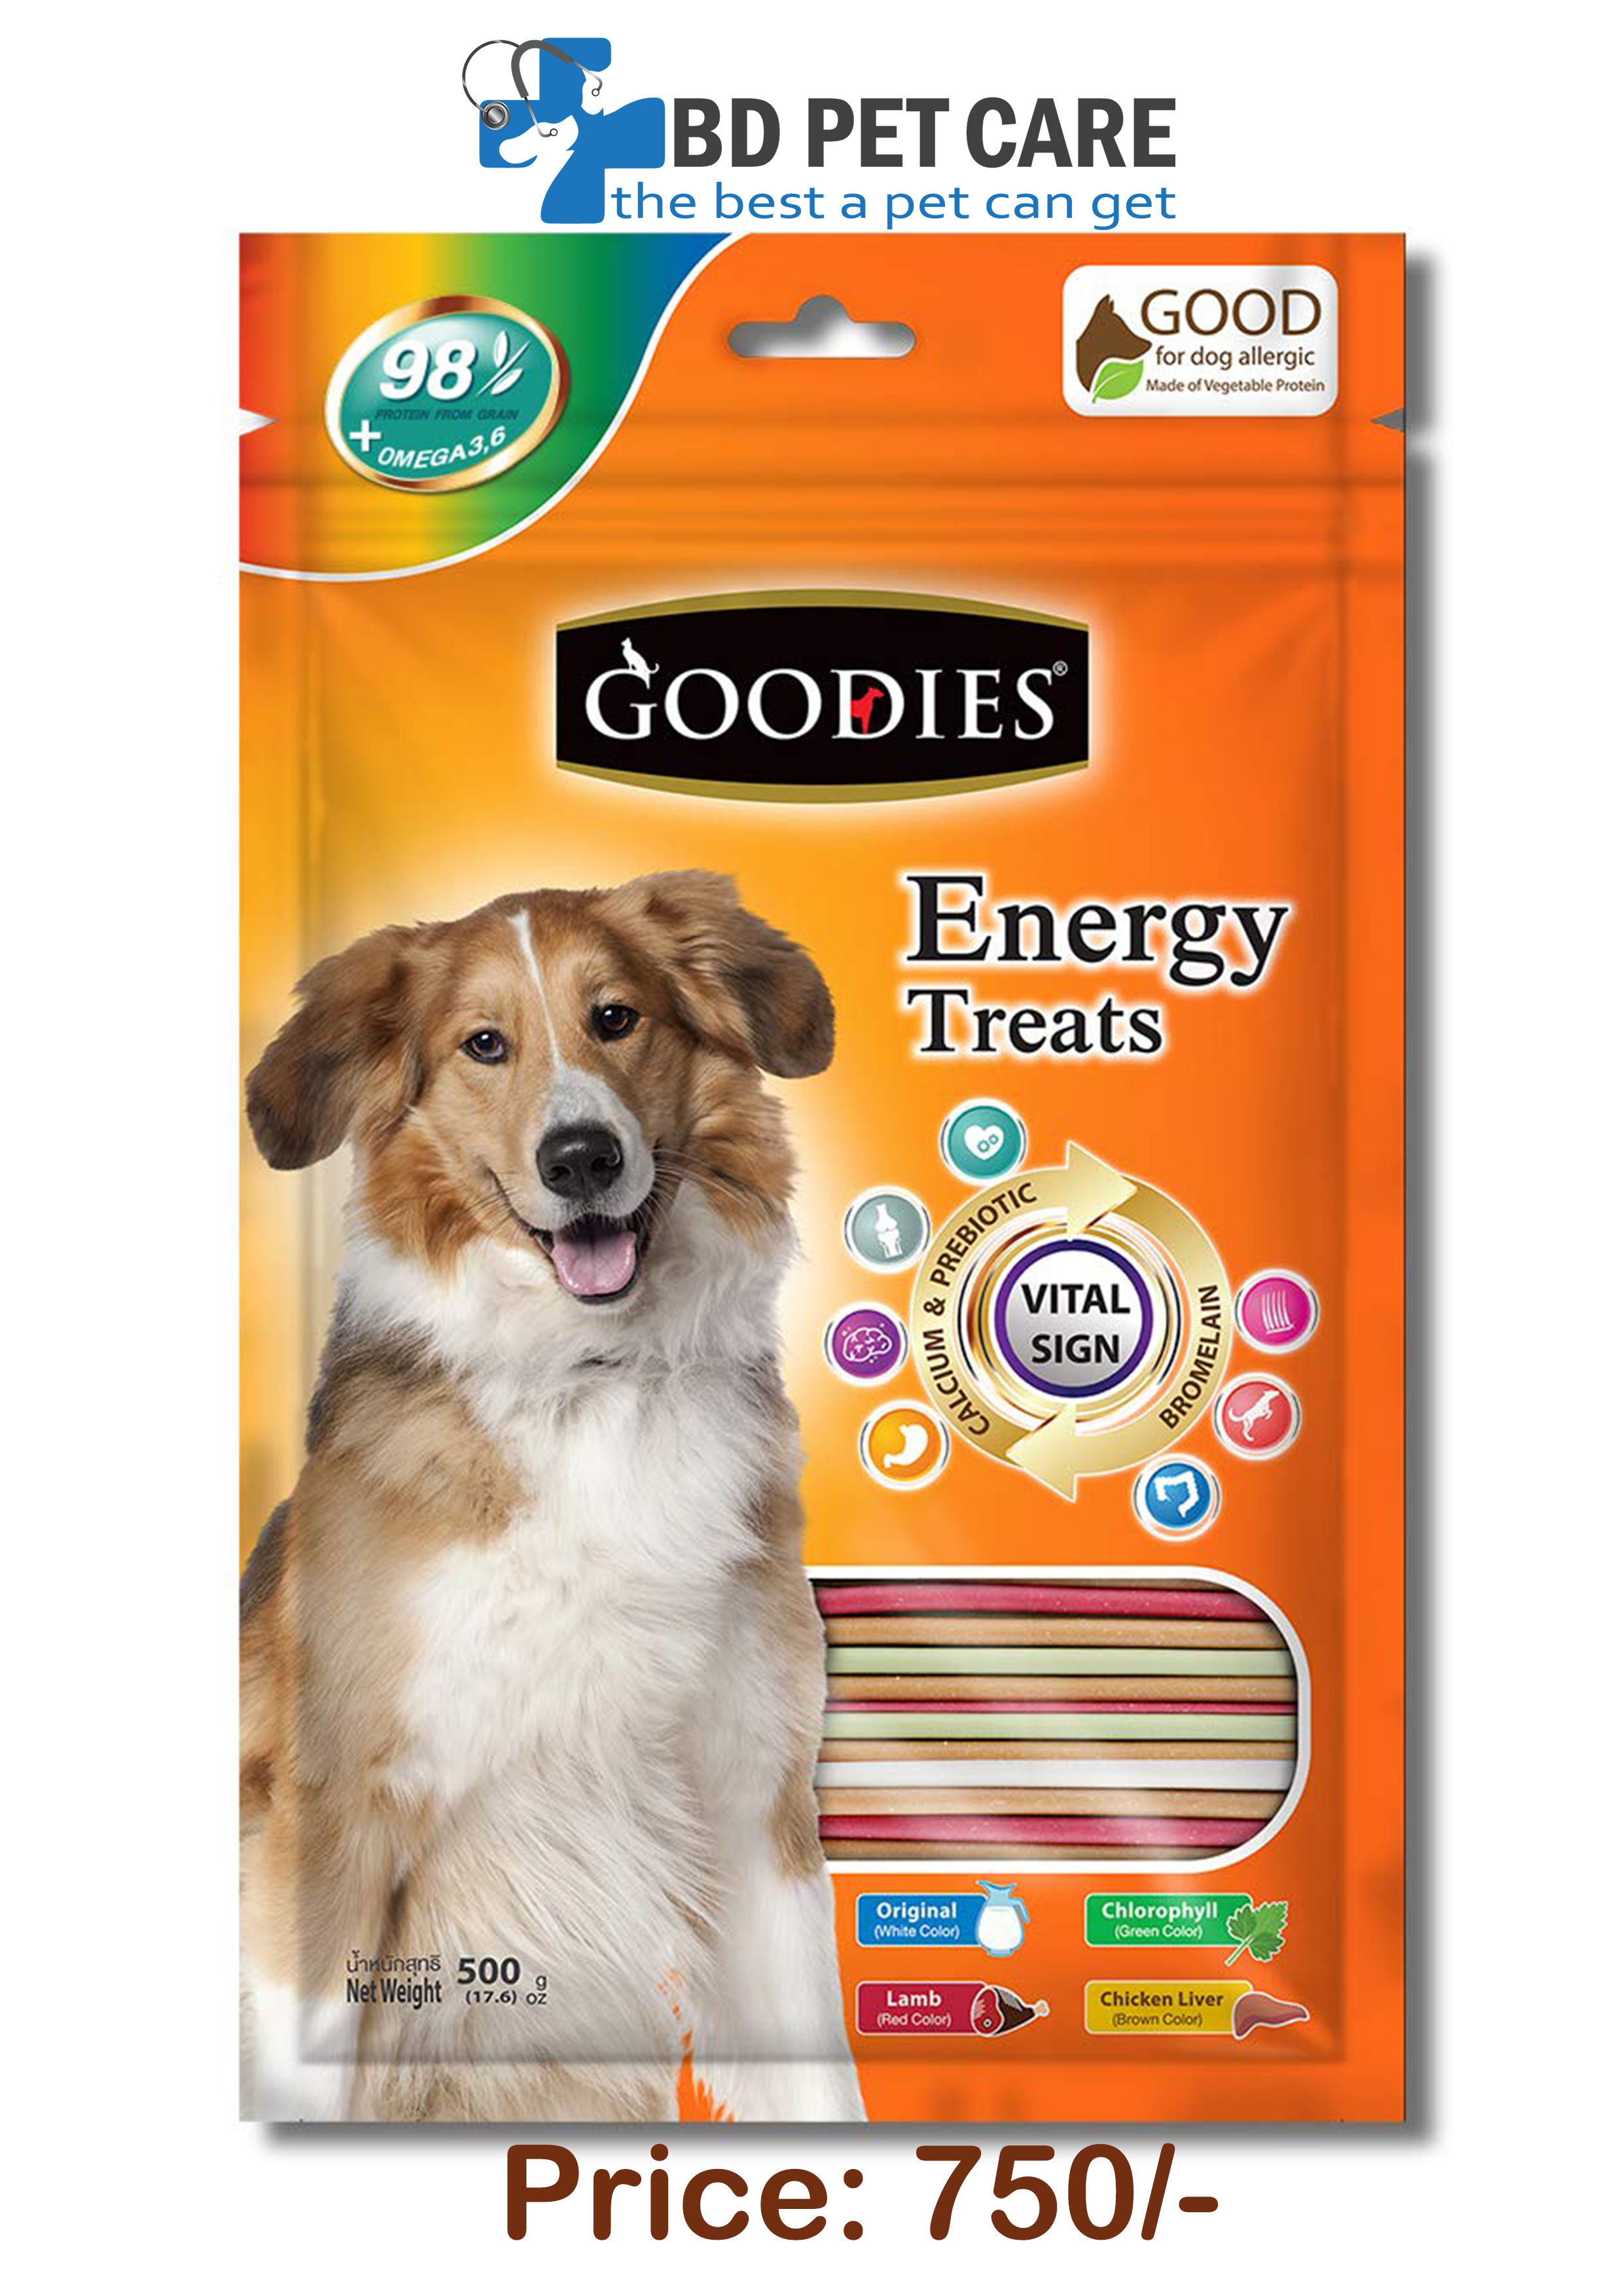 BD PET CARE
the best a pet can get
98%
PROTEIN FROM GRAIN
+ OMEGA 3,6
GOOD
for dog allergic
Made of Vegetable Protein
GOODIES®
Energy
Treats
CALCIUM & PREBIOTIC
VITAL
SIGN
BROMELAIN
Original
(White Color)
Chlorophyll
(Green Color)
Lamb
(Red Color)
Chicken Liver
(Brown Color)
น้ำหนักสุทธิ
Net Weight
500 g
(17.6) oz
Price: 750/-